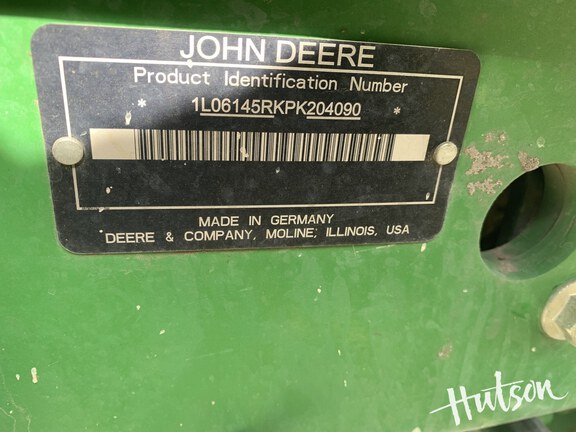 JOHN DEERE
Product Identification Number
* 1L06145RKPK204090 *
MADE IN GERMANY
DEERE & COMPANY, MOLINE, ILLINOIS, USA
Hutson